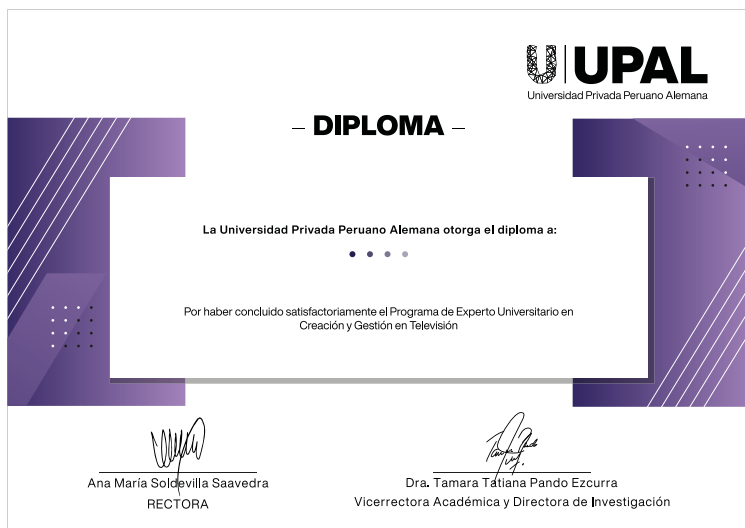 UPAL
Universidad Privada Peruano Alemana
– DIPLOMA –
La Universidad Privada Peruano Alemana otorga el diploma a:
Por haber concluido satisfactoriamente el Programa de Experto Universitario en
Creación y Gestión en Televisión
Ana María Soldevilla Saavedra
RECTORA
Dra. Tamara Tatiana Pando Ezcurra
Vicerrectora Académica y Directora de Investigación